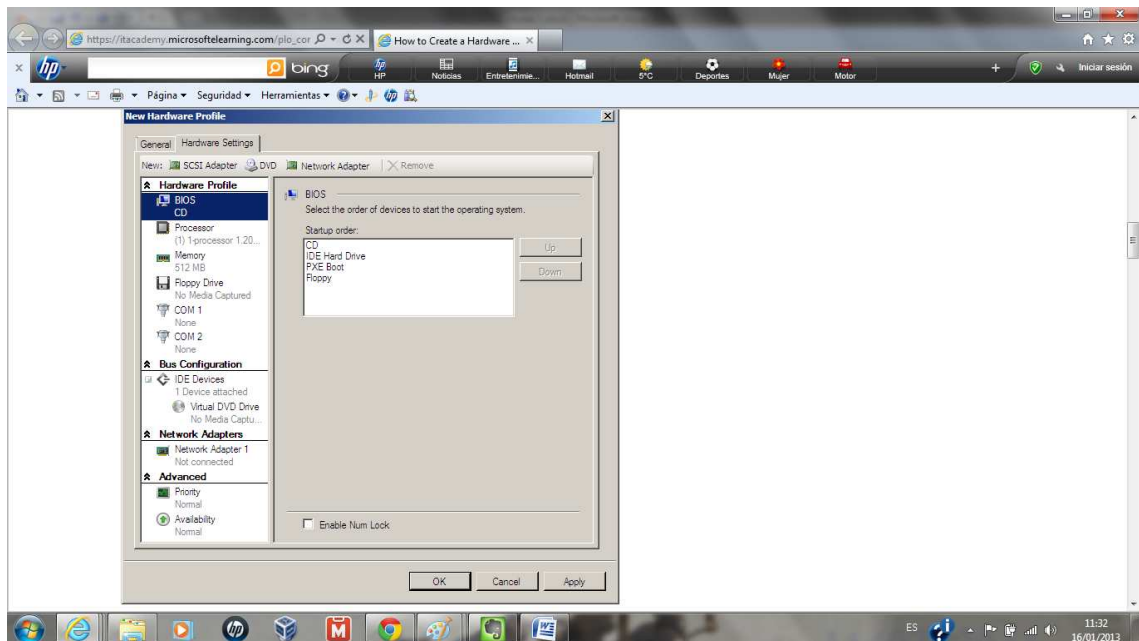 https://itacademy.microsoftelearning.com/plo_cor
How to Create a Hardware ...
hp
bing
HP
Noticias
Entretenimie...
Hotmail
5°C
Deportes
Mujer
Motor
Iniciar sesión
Página
Seguridad
Herramientas
New Hardware Profile
General
Hardware Settings
New: SCSI Adapter DVD Network Adapter Remove
Hardware Profile
BIOS
CD
Processor
(1) 1-processor 1.20...
Memory
512 MB
Floppy Drive
No Media Captured
COM 1
None
COM 2
None
Bus Configuration
IDE Devices
1 Device attached
Virtual DVD Drive
No Media Captu...
Network Adapters
Network Adapter 1
Not connected
Advanced
Priority
Normal
Availability
Normal
BIOS
Select the order of devices to start the operating system.
Startup order:
CD
IDE Hard Drive
PXE Boot
Floppy
Up
Down
Enable Num Lock
OK
Cancel
Apply
hp
M
W
ES
11:32
16/01/2013